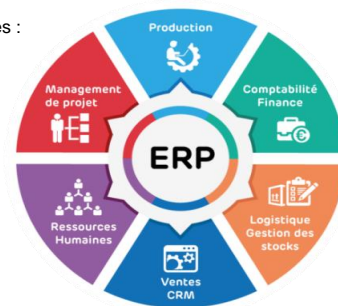 es :
Production
Comptabilité
Finance
Logistique
Gestion des
stocks
Ventes
CRM
Ressources
Humaines
Management
de projet
ERP